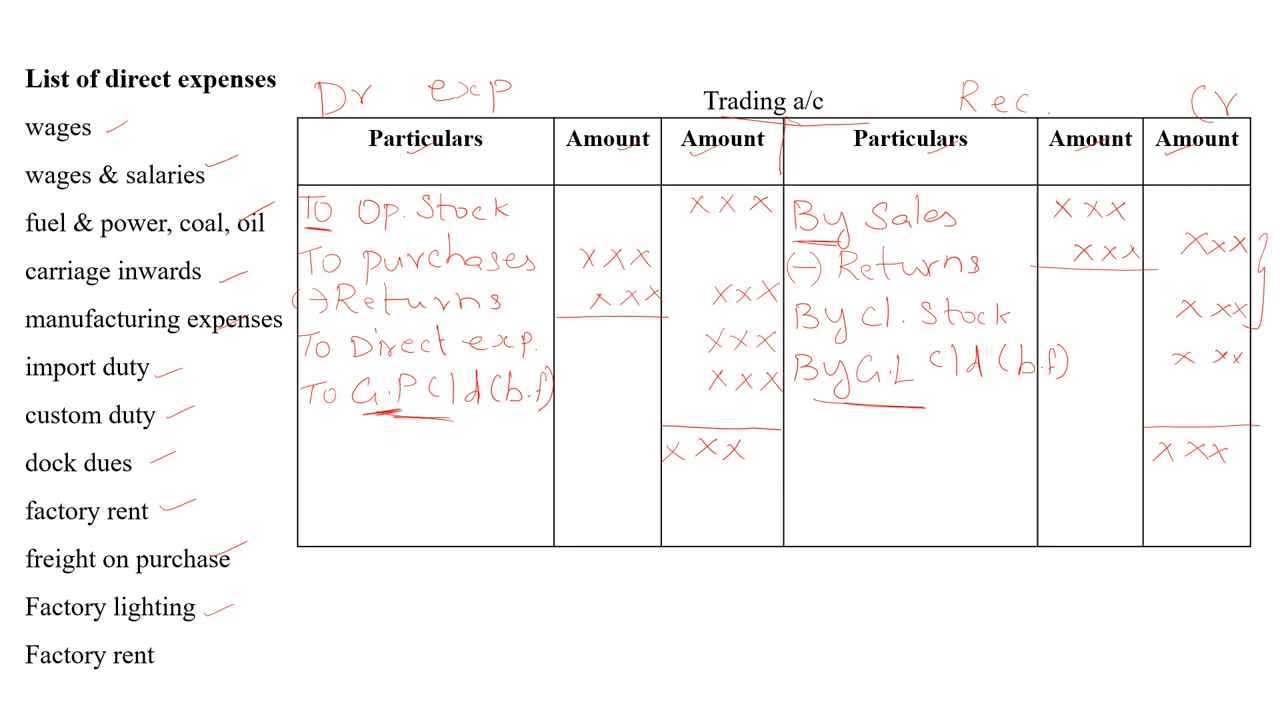 List of direct expenses
wages
wages & salaries
fuel & power, coal, oil
carriage inwards
manufacturing expenses
import duty
custom duty
dock dues
factory rent
freight on purchase
Factory lighting
Factory rent
Dr exp Trading a/c Rec. Cr
Particulars Amount Amount Particulars Amount Amount
To Op. Stock xxx By Sales xxx
To purchases xxx (-) Returns xxx xxx
(-) Returns xxx xxx By Cl. Stock xxx
To Direct exp. xxx By G.L c/d (b.f) xxx
To G.P c/d (b.f) xxx
xxx xxx